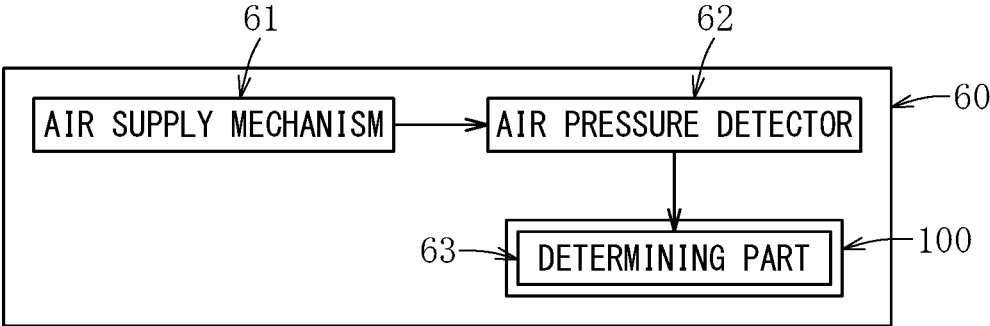 61
62
60
AIR SUPPLY MECHANISM
AIR PRESSURE DETECTOR
63
DETERMINING PART
100